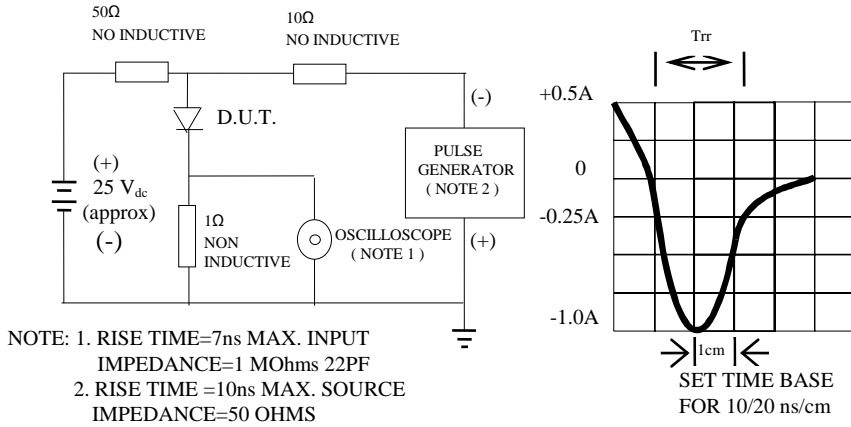 50Ω
NO INDUCTIVE
10Ω
NO INDUCTIVE
D.U.T.
(+)
25 Vdc
(approx)
(-)
1Ω
NON
INDUCTIVE
OSCILLOSCOPE
( NOTE 1 )
(-)
PULSE
GENERATOR
( NOTE 2 )
(+)
Trr
+0.5A
0
-0.25A
-1.0A
1cm
SET TIME BASE
FOR 10/20 ns/cm
NOTE: 1. RISE TIME=7ns MAX. INPUT
IMPEDANCE=1 MOhms 22PF
2. RISE TIME =10ns MAX. SOURCE
IMPEDANCE=50 OHMS